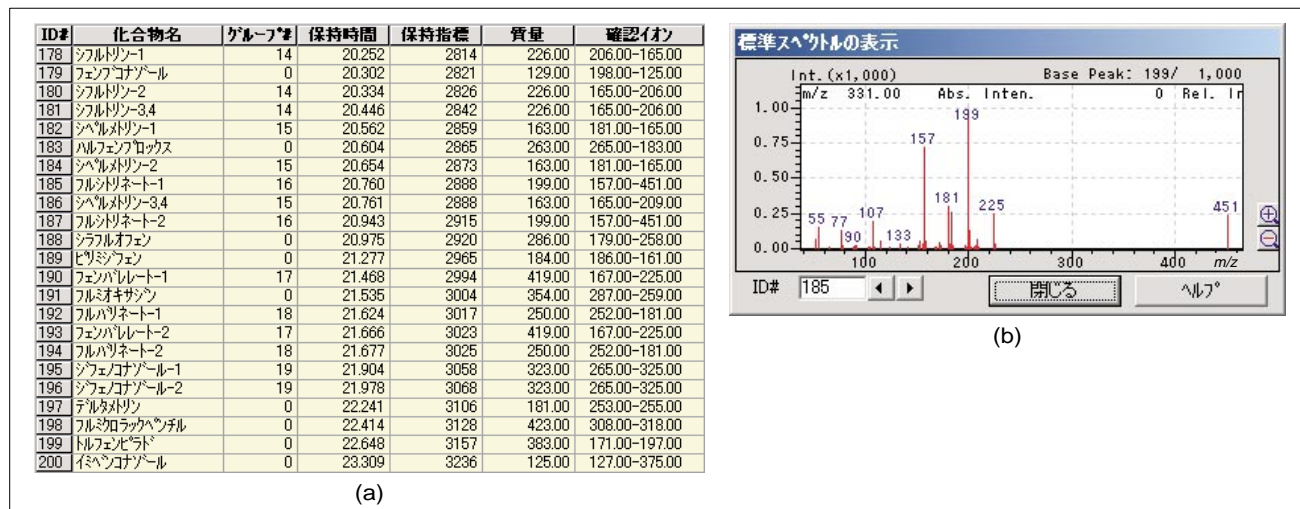 ID# 化合物名 グループ# 保持時間 保持指標 質量 確認イオン
178 シフルトリン-1 14 20.252 2814 226.00 206.00-165.00
179 フェンブコナゾール 0 20.302 2821 129.00 198.00-125.00
180 シフルトリン-2 14 20.334 2826 226.00 165.00-206.00
181 シフルトリン-3,4 14 20.446 2842 226.00 165.00-206.00
182 シペルメトリン-1 15 20.562 2859 163.00 181.00-165.00
183 ハルフェンプロックス 0 20.604 2865 263.00 265.00-183.00
184 シペルメトリン-2 15 20.654 2873 163.00 181.00-165.00
185 フルシトリネート-1 16 20.760 2888 199.00 157.00-451.00
186 シペルメトリン-3,4 15 20.761 2888 163.00 165.00-209.00
187 フルシトリネート-2 16 20.943 2915 199.00 157.00-451.00
188 シラフルオフェン 0 20.975 2920 286.00 179.00-258.00
189 ピリミジフェン 0 21.277 2965 184.00 186.00-161.00
190 フェンバレレート-1 17 21.468 2994 419.00 167.00-225.00
191 フルミオキサジン 0 21.535 3004 354.00 287.00-259.00
192 フルバリネート-1 18 21.624 3017 250.00 252.00-181.00
193 フェンバレレート-2 17 21.666 3023 419.00 167.00-225.00
194 フルバリネート-2 18 21.677 3025 250.00 252.00-181.00
195 ジフェノコナゾール-1 19 21.904 3058 323.00 265.00-325.00
196 ジフェノコナゾール-2 19 21.978 3068 323.00 265.00-325.00
197 デルタメトリン 0 22.241 3106 181.00 253.00-255.00
198 フルミクロラックペンチル 0 22.414 3128 423.00 308.00-318.00
199 トルフェンピラド 0 22.648 3157 383.00 171.00-197.00
200 イミベンコナゾール 0 23.309 3236 125.00 127.00-375.00
(a)
標準スペクトルの表示
Int.(x1,000) Base Peak: 199/ 1,000
m/z 331.00 Abs. Inten. 0 Rel. In
1.00
199
0.75
157
0.50
0.25
55 77 90 107 133 181 225 451
0.00
100 200 300 400 m/z
ID# 185 閉じる ヘルプ
(b)